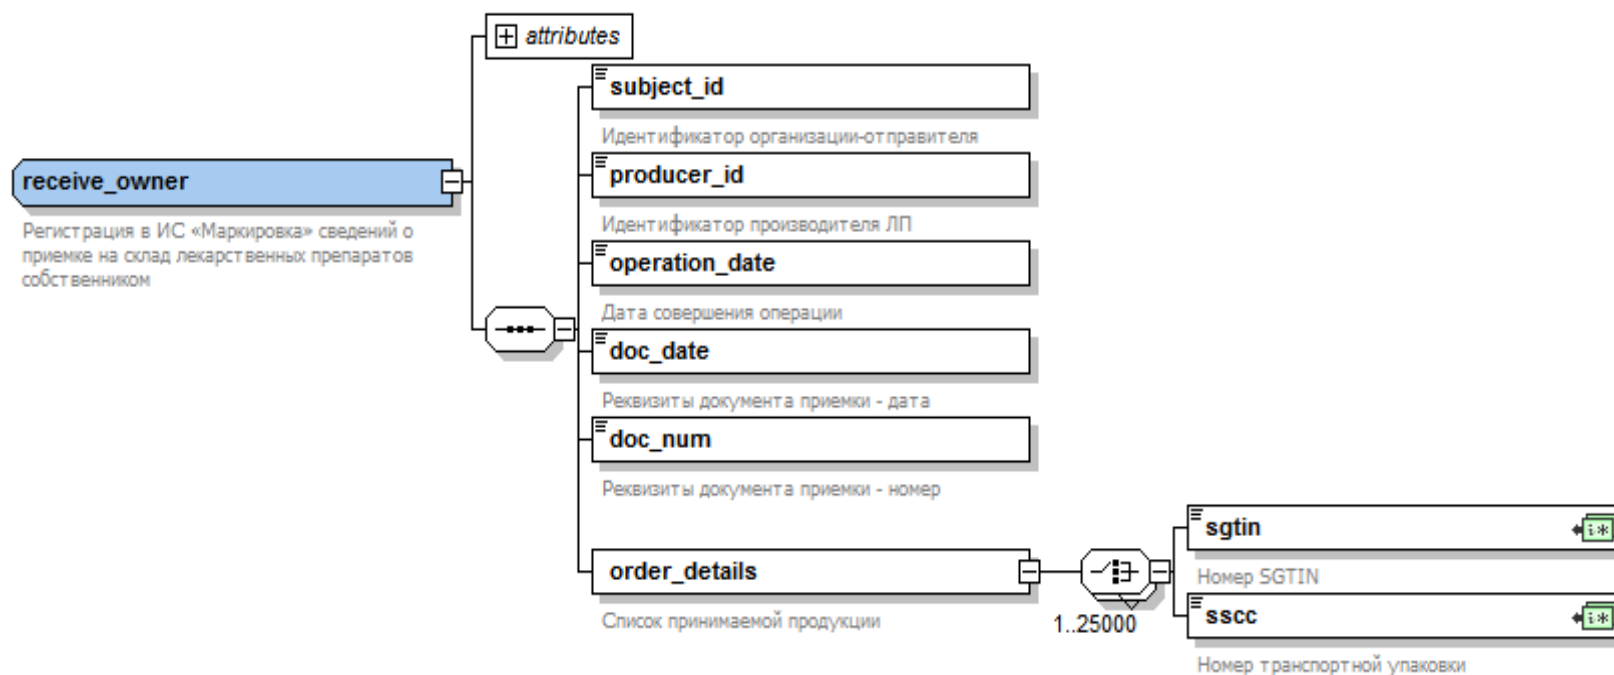 attributes
subject_id
Идентификатор организации-отправителя
producer_id
receive_owner
Идентификатор производителя ЛП
Регистрация в ИС «Маркировка» сведений о
приемке на склад лекарственных препаратов
собственником
operation_date
Дата совершения операции
doc_date
Реквизиты документа приемки - дата
doc_num
Реквизиты документа приемки - номер
order_details
Список принимаемой продукции
1..25000
sgtin
Номер SGTIN
sscc
Номер транспортной упаковки